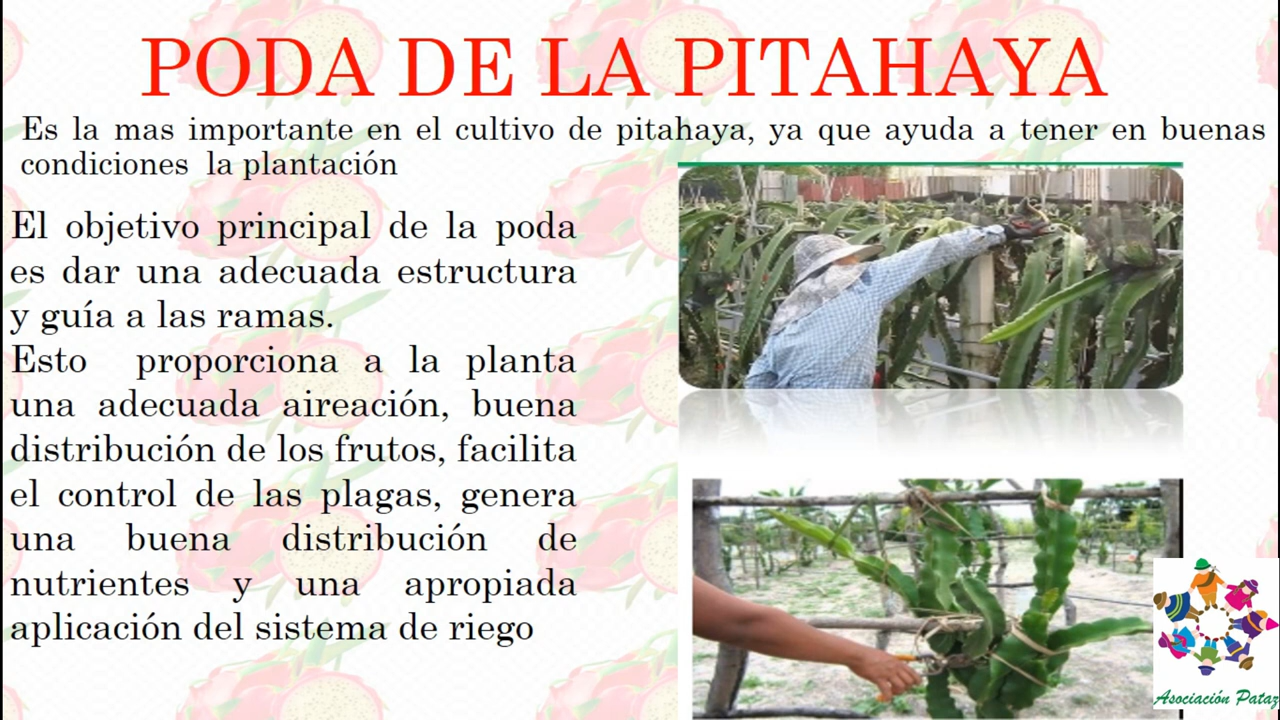 PODA DE LA PITAHAYA
Es la mas importante en el cultivo de pitahaya, ya que ayuda a tener en buenas
condiciones la plantación
El objetivo principal de la poda
es dar una adecuada estructura
y guía a las ramas.
Esto proporciona a la planta
una adecuada aireación, buena
distribución de los frutos, facilita
el control de las plagas, genera
una buena distribución de
nutrientes y una apropiada
aplicación del sistema de riego
Asociación Pataz